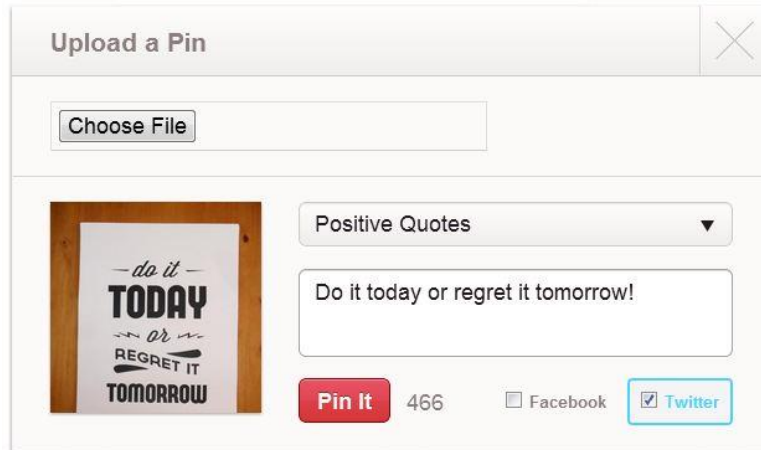 Upload a Pin
Choose File
Positive Quotes
do it
TODAY
or
REGRET IT
TOMORROW
Do it today or regret it tomorrow!
Pin It 466 Facebook Twitter